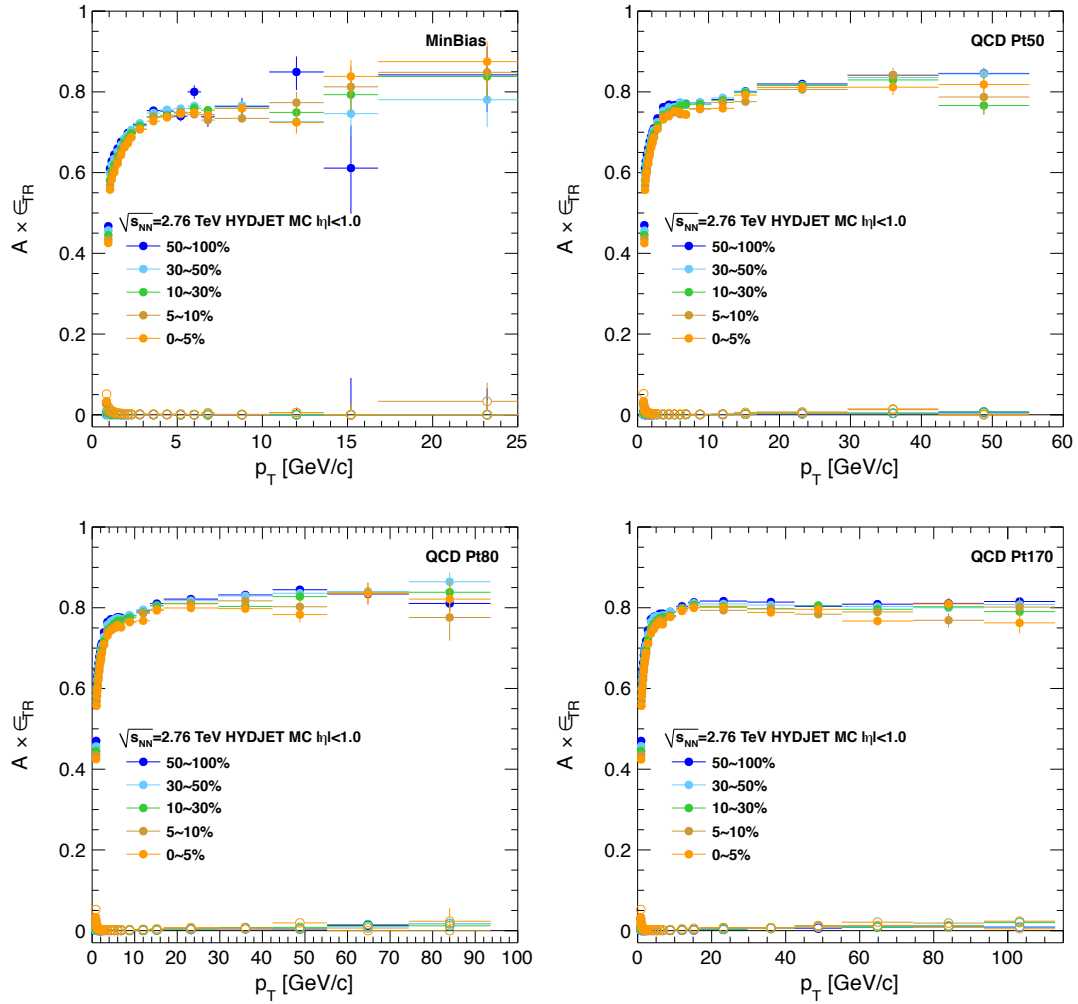 MinBias
A × ∈TR
1
0.8
0.6
0.4
0.2
0
√sNN=2.76 TeV HYDJET MC |η|<1.0
50~100%
30~50%
10~30%
5~10%
0~5%
0 5 10 15 20 25
pT [GeV/c]
QCD Pt50
A × ∈TR
1
0.8
0.6
0.4
0.2
0
√sNN=2.76 TeV HYDJET MC |η|<1.0
50~100%
30~50%
10~30%
5~10%
0~5%
0 10 20 30 40 50 60
pT [GeV/c]
QCD Pt80
A × ∈TR
1
0.8
0.6
0.4
0.2
0
√sNN=2.76 TeV HYDJET MC |η|<1.0
50~100%
30~50%
10~30%
5~10%
0~5%
0 10 20 30 40 50 60 70 80 90 100
pT [GeV/c]
QCD Pt170
A × ∈TR
1
0.8
0.6
0.4
0.2
0
√sNN=2.76 TeV HYDJET MC |η|<1.0
50~100%
30~50%
10~30%
5~10%
0~5%
0 20 40 60 80 100
pT [GeV/c]